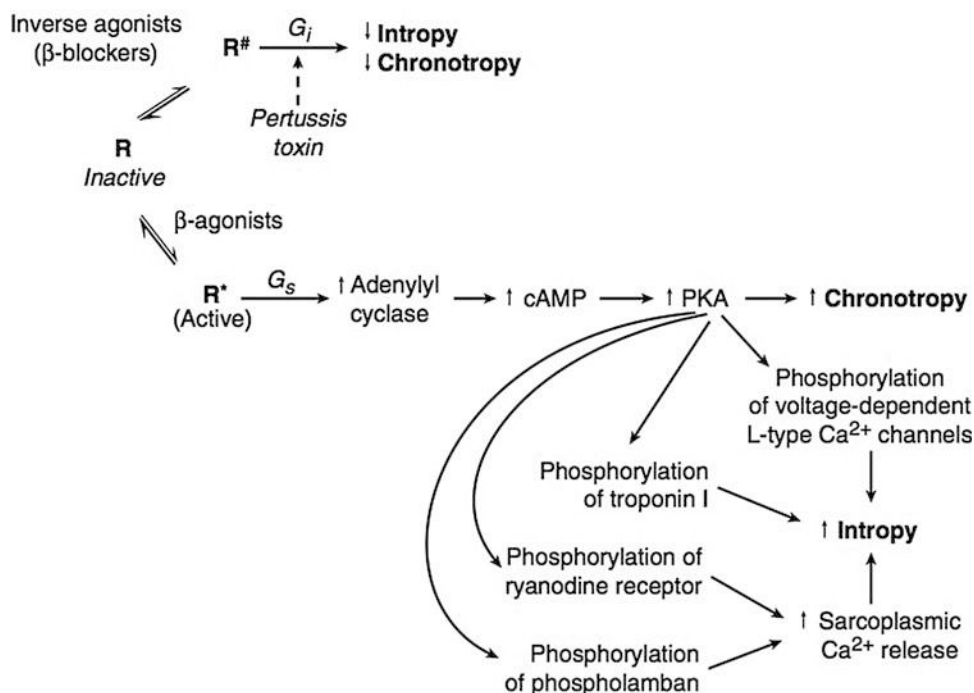 Inverse agonists
(β-blockers)
R#
Gi
↓ Intropy
↓ Chronotropy
Pertussis
toxin
R
Inactive
β-agonists
R*
(Active)
Gs
↑ Adenylyl
cyclase
↑ cAMP
↑ PKA
↑ Chronotropy
Phosphorylation
of voltage-dependent
L-type Ca2+ channels
Phosphorylation
of troponin I
↑ Intropy
Phosphorylation of
ryanodine receptor
↑ Sarcoplasmic
Ca2+ release
Phosphorylation
of phospholamban